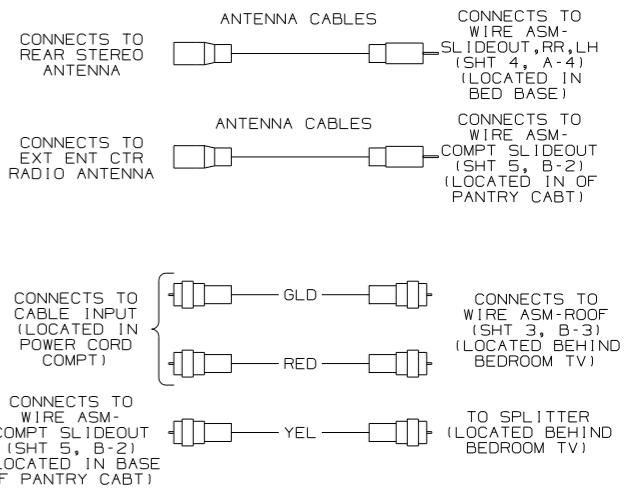 ANTENNA CABLES
CONNECTS TO
REAR STEREO
ANTENNA
CONNECTS TO
WIRE ASM-
SLIDEOUT,RR,LH
(SHT 4, A-4)
(LOCATED IN
BED BASE)
ANTENNA CABLES
CONNECTS TO
EXT ENT CTR
RADIO ANTENNA
CONNECTS TO
WIRE ASM-
COMPT SLIDEOUT
(SHT 5, B-2)
(LOCATED IN OF
PANTRY CABT)
CONNECTS TO
CABLE INPUT
(LOCATED IN
POWER CORD
COMPT)
GLD
RED
CONNECTS TO
WIRE ASM-ROOF
(SHT 3, B-3)
(LOCATED BEHIND
BEDROOM TV)
CONNECTS TO
WIRE ASM-
COMPT SLIDEOUT
(SHT 5, B-2)
LOCATED IN BASE
F PANTRY CABT)
YEL
TO SPLITTER
(LOCATED BEHIND
BEDROOM TV)